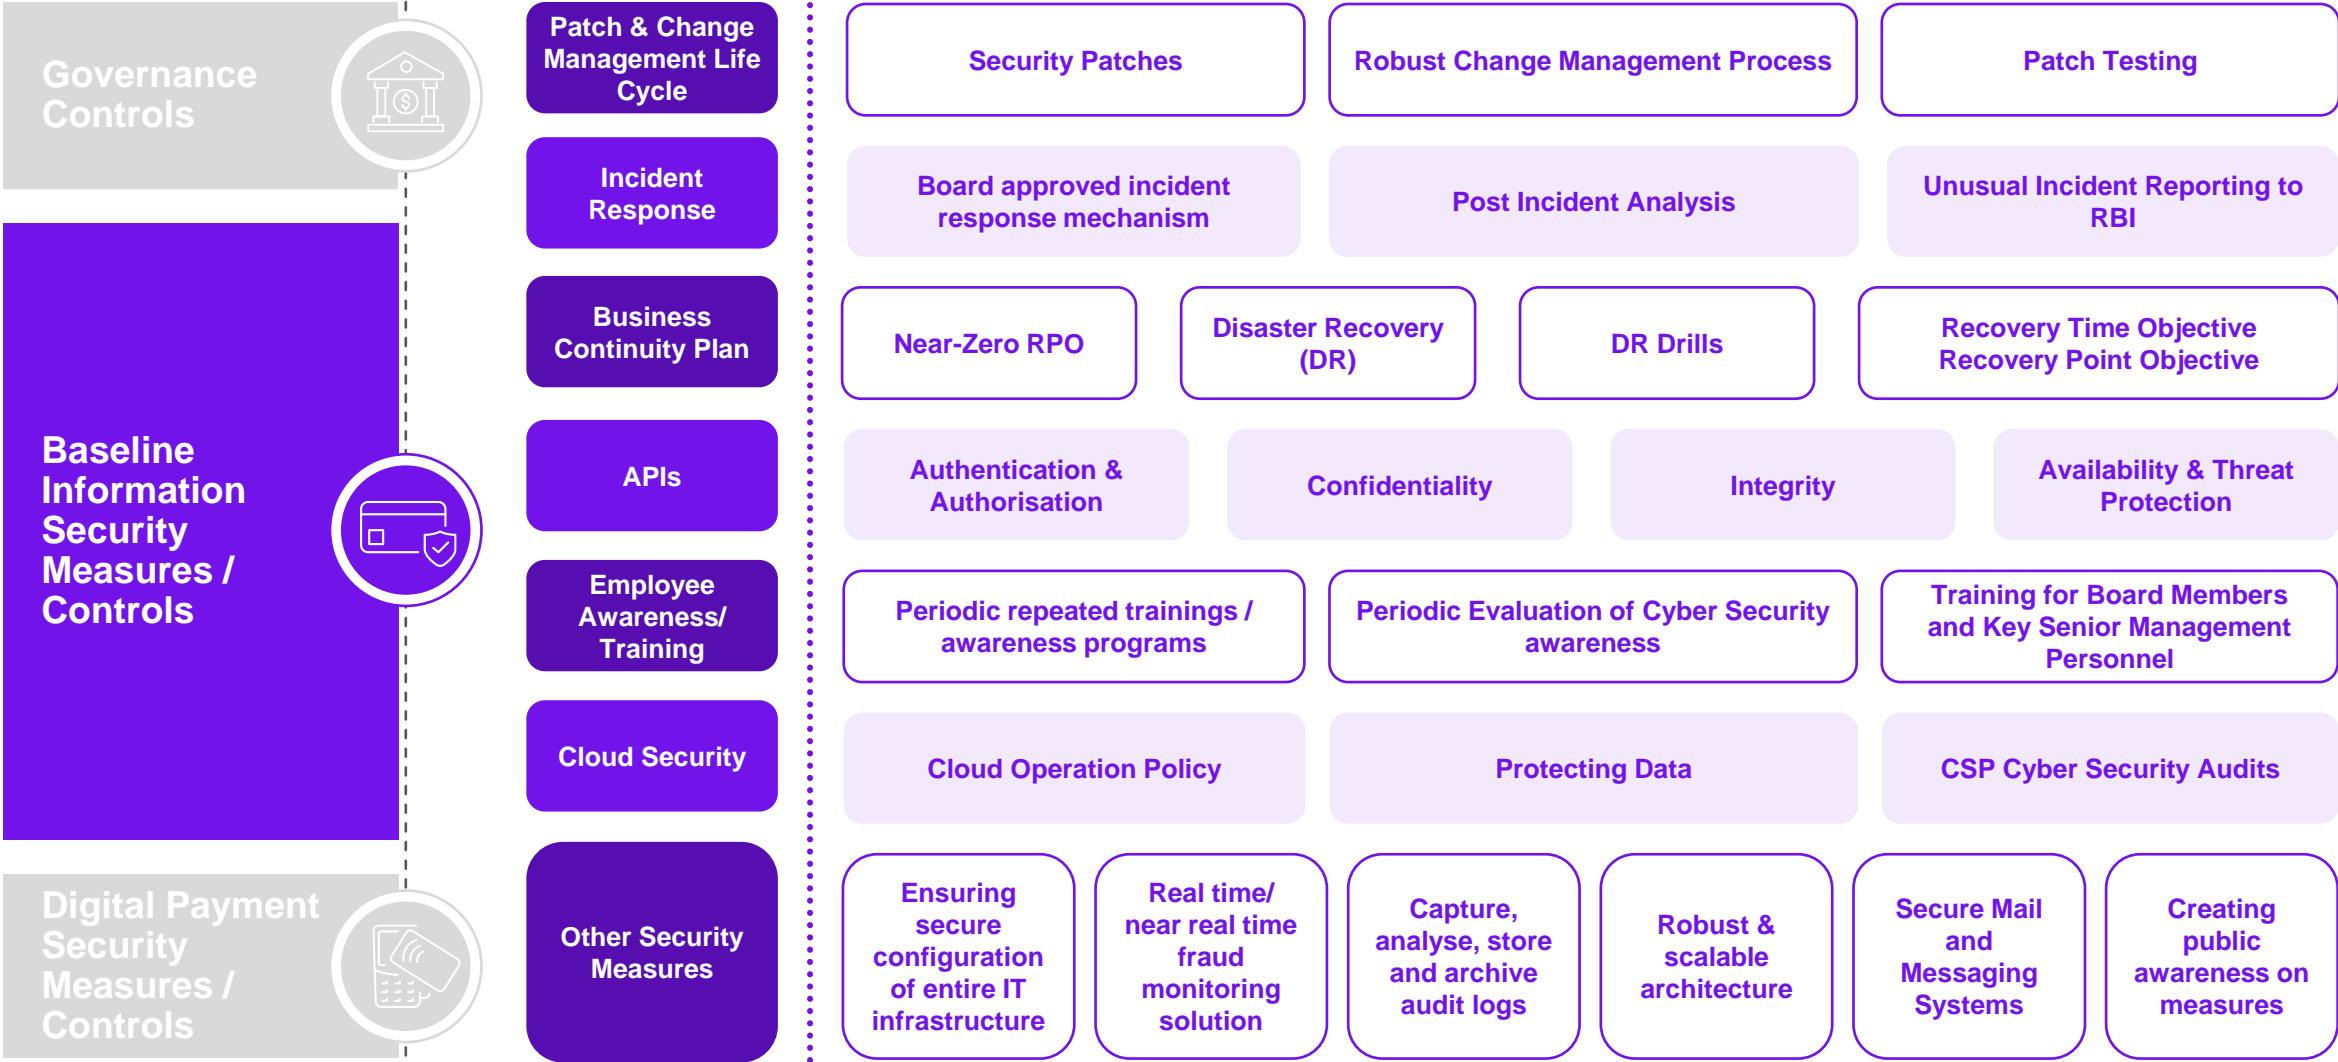 Governance
Controls
Baseline
Information
Security
Measures /
Controls
Digital Payment
Security
Measures /
Controls
Patch & Change
Management Life
Cycle
Security Patches
Robust Change Management Process
Patch Testing
Incident
Response
Board approved incident
response mechanism
Post Incident Analysis
Unusual Incident Reporting to
RBI
Business
Continuity Plan
Near-Zero RPO
Disaster Recovery
(DR)
DR Drills
Recovery Time Objective
Recovery Point Objective
APIs
Authentication &
Authorisation
Confidentiality
Integrity
Availability & Threat
Protection
Employee
Awareness/
Training
Periodic repeated trainings /
awareness programs
Periodic Evaluation of Cyber Security
awareness
Training for Board Members
and Key Senior Management
Personnel
Cloud Security
Cloud Operation Policy
Protecting Data
CSP Cyber Security Audits
Other Security
Measures
Ensuring
secure
configuration
of entire IT
infrastructure
Real time/
near real time
fraud
monitoring
solution
Capture,
analyse, store
and archive
audit logs
Robust &
scalable
architecture
Secure Mail
and
Messaging
Systems
Creating
public
awareness on
measures